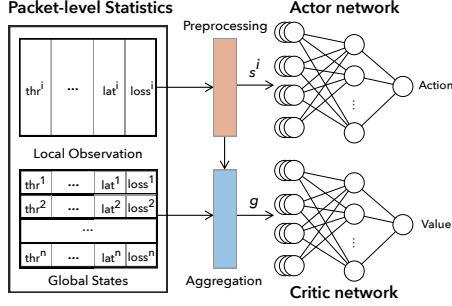 Packet-level Statistics
Preprocessing
Actor network
thr^i ... lat^i loss^i
s^i
Action
Local Observation
thr^1 ... lat^1 loss^1
thr^2 ... lat^2 loss^2
...
thr^n ... lat^n loss^n
Global States
g
Value
Aggregation
Critic network